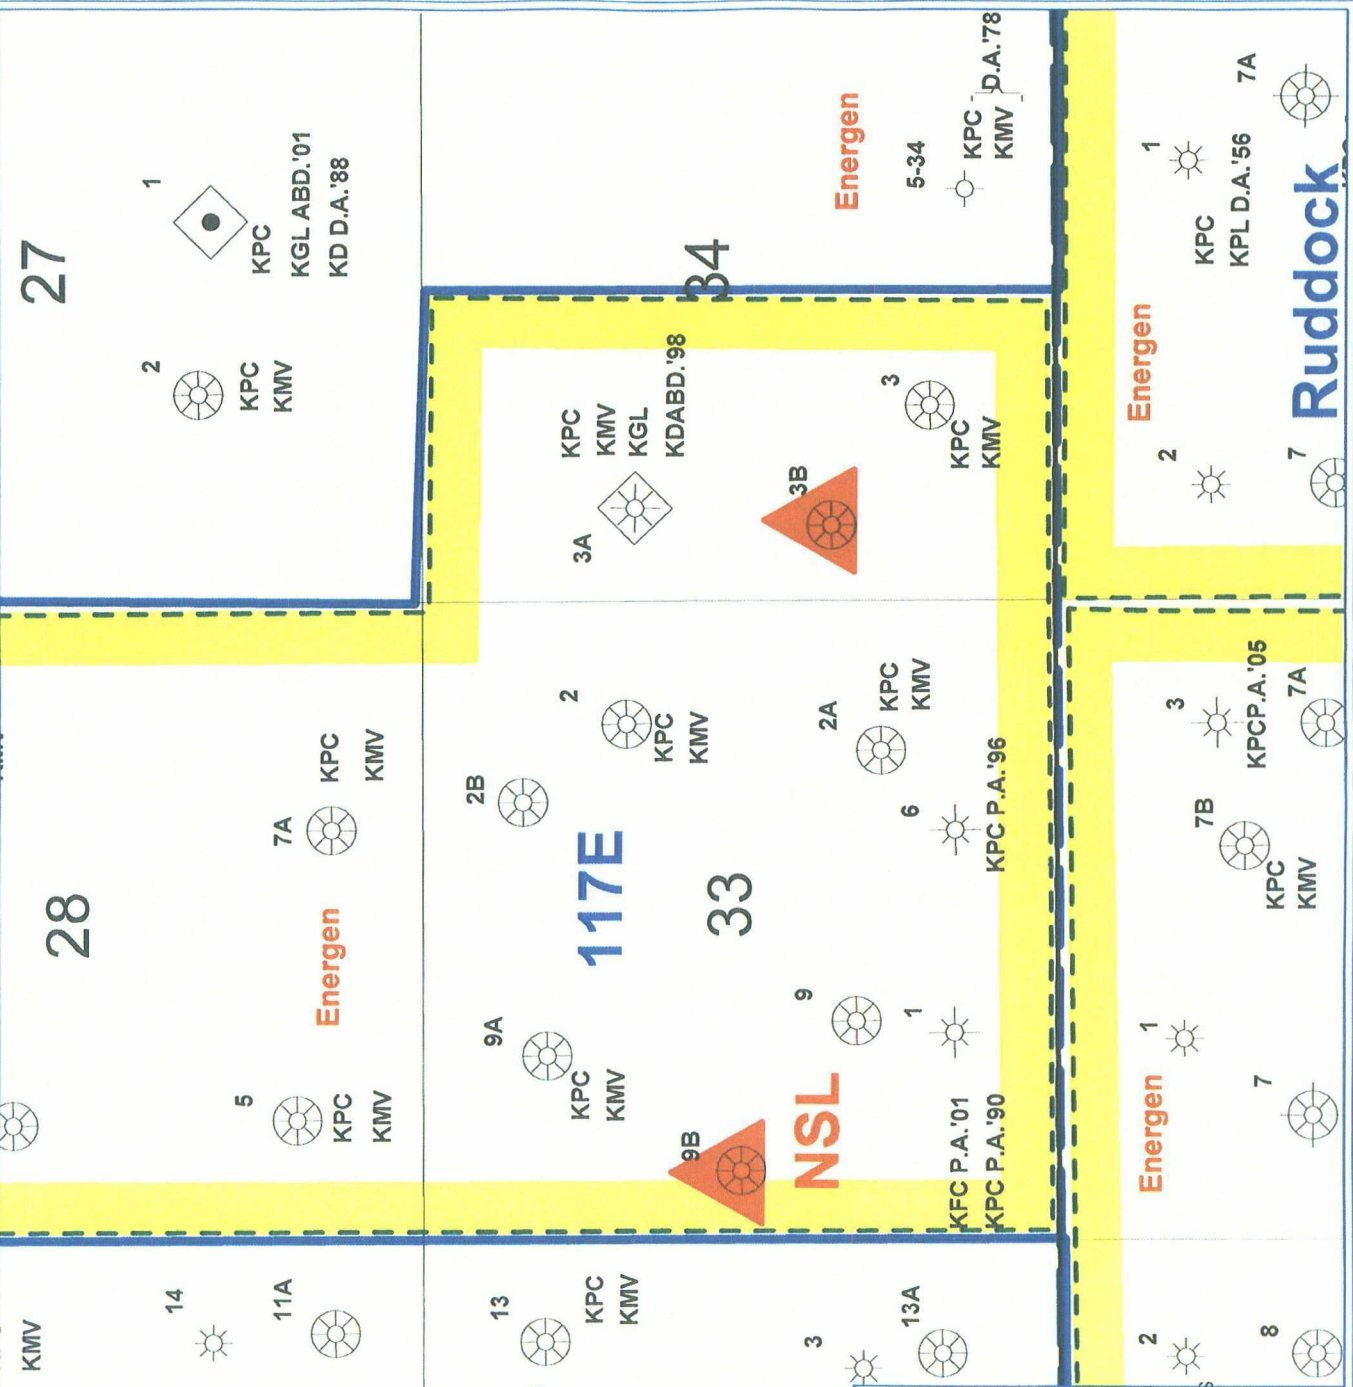 27
1
KPC
KGL ABD.'01
KD D.A.'88
2
KPC
KMV
Energen
5-34
KPC
KMV
D.A.'78
34
KPC
KMV
KGL
KDABD.'98
3A
3B
3
KPC
KMV
1
KPC
KPL D.A.'56
7A
Energen
Ruddock
2
7
28
7A
KPC
KMV
Energen
5
KPC
KMV
2
KPC
KMV
2B
2A
KPC
KMV
117E
33
6
KPC P.A.'96
9A
KPC
KMV
9
9B
NSL
1
KFC P.A.'01
KPC P.A.'90
3
KPCP.A.'05
7A
7B
KPC
KMV
1
Energen
7
KMV
14
11A
13
KPC
KMV
3
13A
2
8